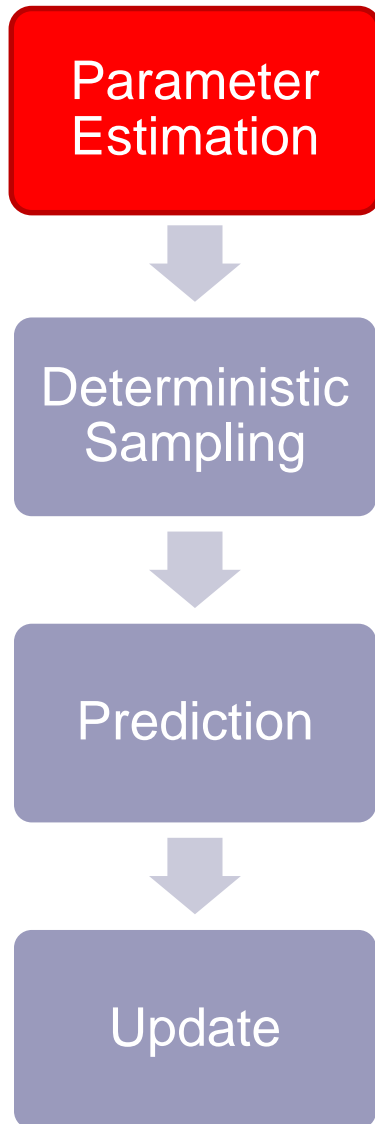 Parameter
Estimation
Deterministic
Sampling
Prediction
Update